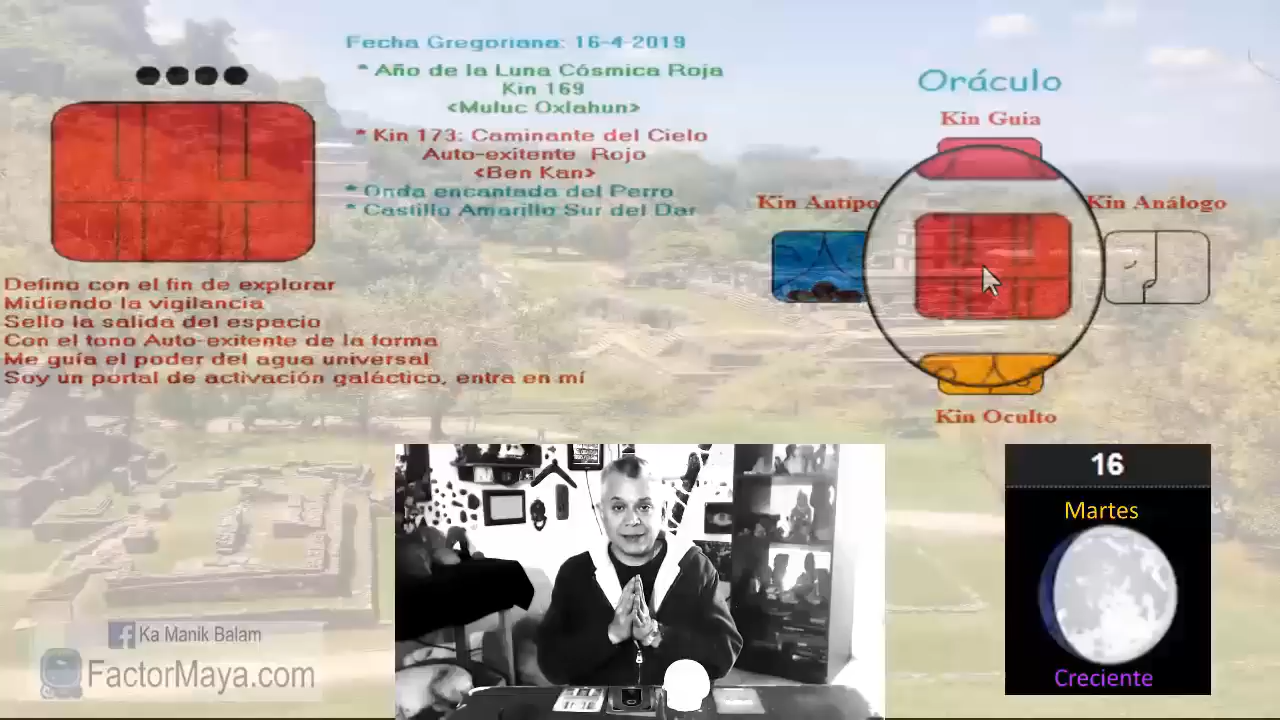 Fecha Gregoriana: 16-4-2019
* Año de la Luna Cósmica Roja
Kin 169
<Muluc Oxlahun>
* Kin 173: Caminante del Cielo
Auto-exitente Rojo
<Ben Kan>
* Onda encantada del Perro
* Castillo Amarillo Sur del Dar
Defino con el fin de explorar
Midiendo la vigilancia
Sello la salida del espacio
Con el tono Auto-exitente de la forma
Me guía el poder del agua universal
Soy un portal de activación galáctico, entra en mí
Oráculo
Kin Guia
Kin Antipo
Kin Análogo
Kin Oculto
Ka Manik Balam
FactorMaya.com
16
Martes
Creciente